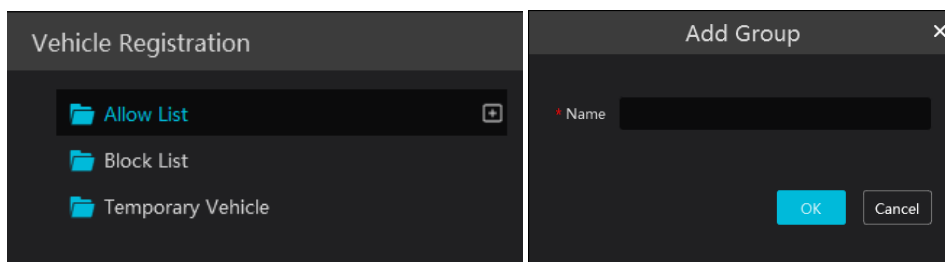 Vehicle Registration
Allow List
Block List
Temporary Vehicle
Add Group
* Name
OK
Cancel